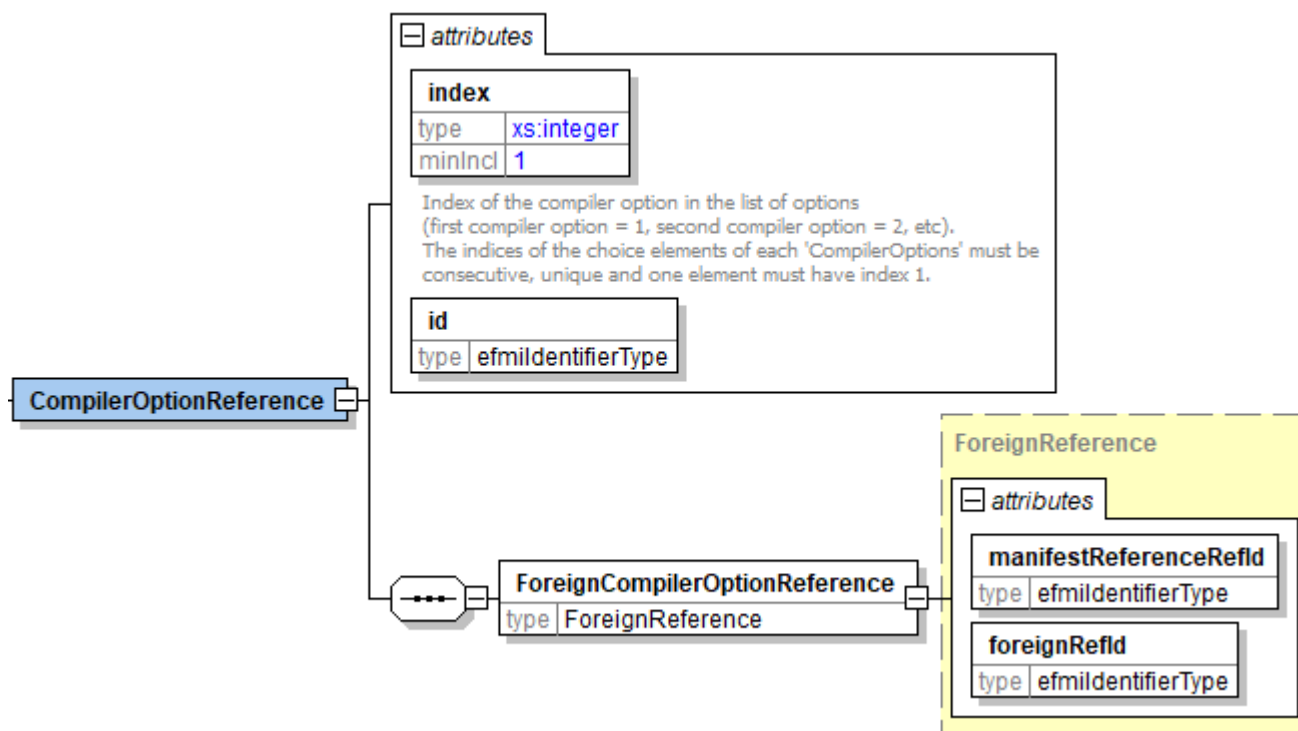 attributes
index
type xs:integer
minIncl 1
Index of the compiler option in the list of options
(first compiler option = 1, second compiler option = 2, etc).
The indices of the choice elements of each 'CompilerOptions' must be
consecutive, unique and one element must have index 1.
id
type efmiIdentifierType
CompilerOptionReference
ForeignReference
attributes
ForeignCompilerOptionReference
type ForeignReference
manifestReferenceRefId
type efmiIdentifierType
foreignRefId
type efmiIdentifierType